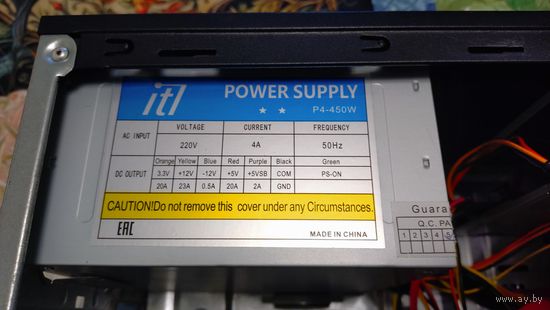 itl
POWER SUPPLY
★ ★ P4-450W
AC INPUT VOLTAGE CURRENT FREQUENCY
220V 4A 50Hz
DC OUTPUT Orange Yellow Blue Red Purple Black Green
3.3V +12V -12V +5V +5VSB COM PS-ON
20A 23A 0.5A 20A 2A GND
CAUTION!Do not remove this cover under any Circumstances.
EAC MADE IN CHINA
Guara
Q.C. PA
1 2 3 4 5
www.ay.by